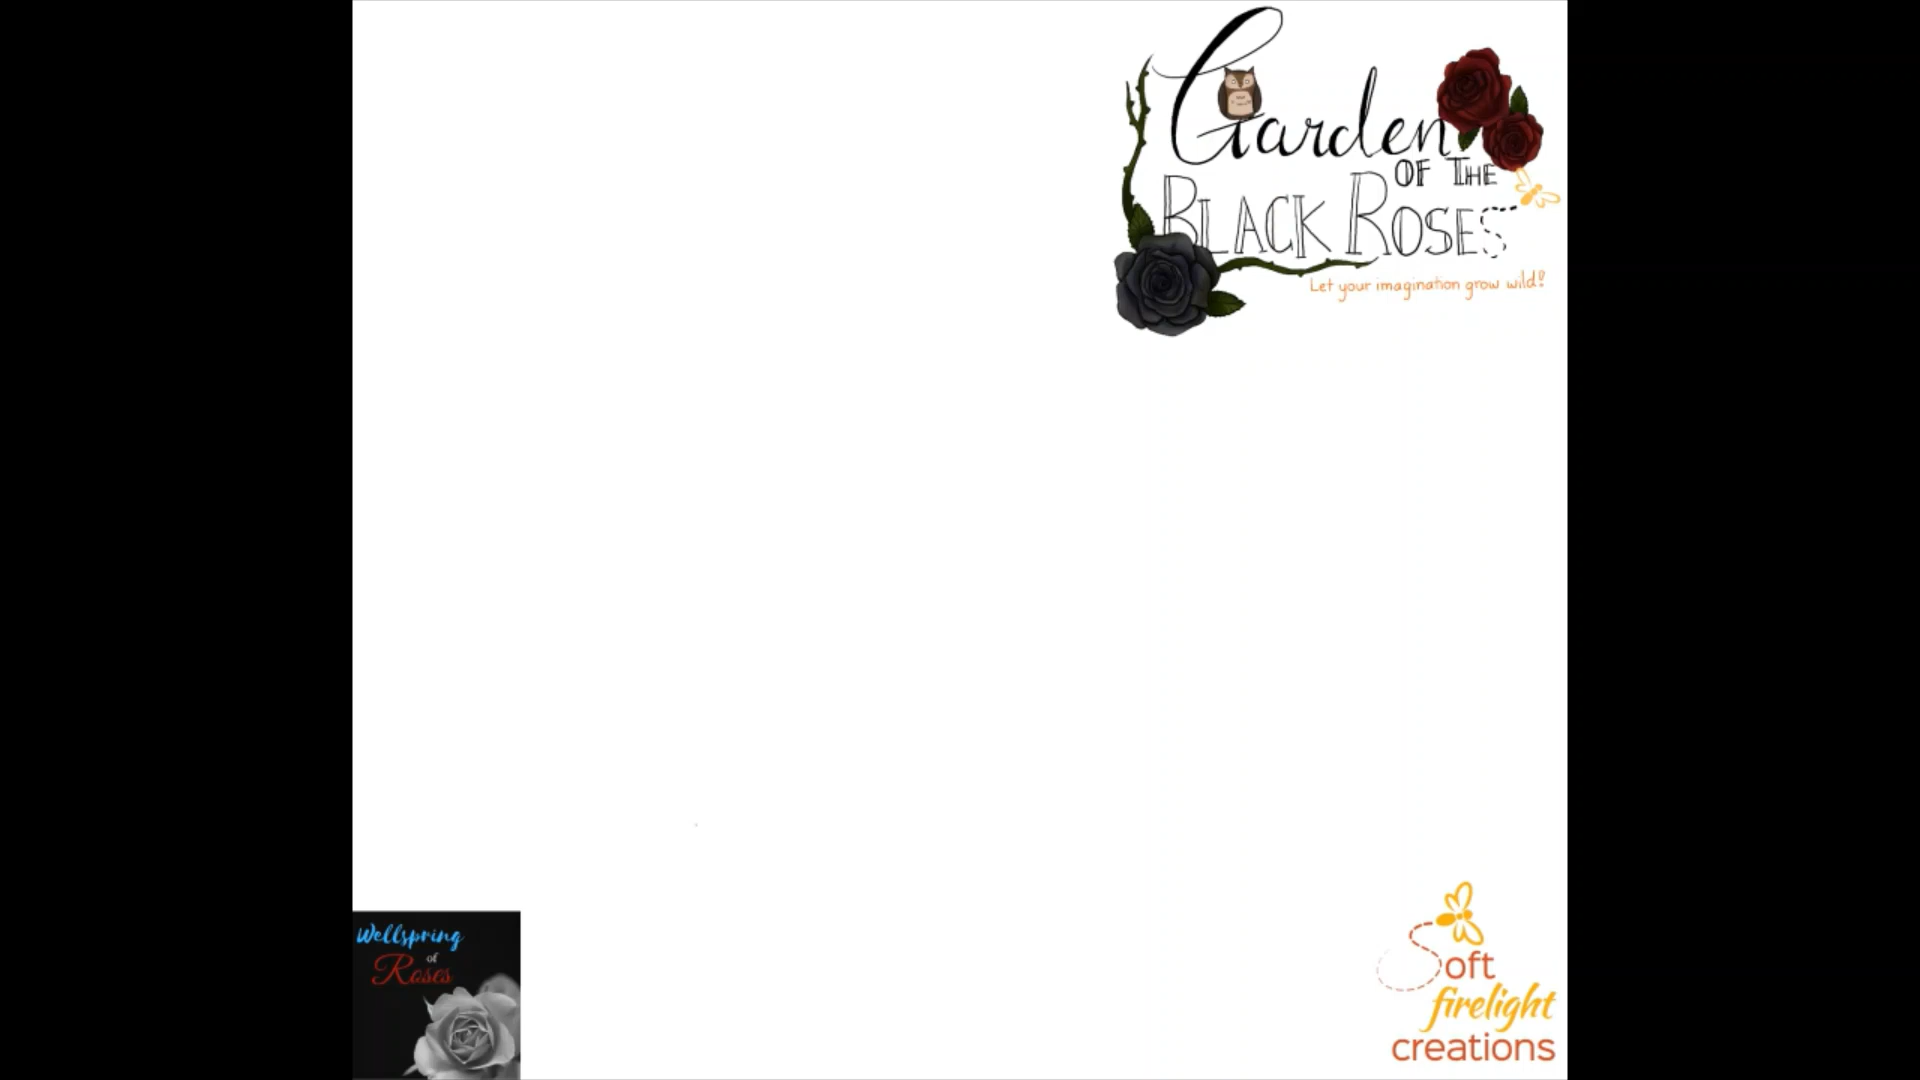 Garden
OF THE
BLACK ROSES
Let your imagination grow wild!
Wellspring
of
Roses
Soft
firelight
creations